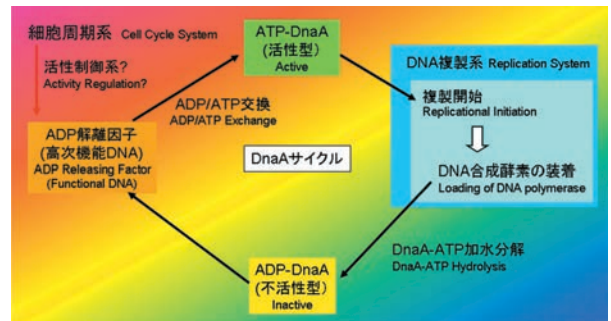 細胞周期系 Cell Cycle System
活性制御系?
Activity Regulation?
ATP-DnaA
(活性型)
Active
DNA複製系 Replication System
複製開始
Replicational Initiation
DNA合成酵素の装着
Loading of DNA polymerase
ADP/ATP交換
ADP/ATP Exchange
ADP解離因子
(高次機能DNA)
ADP Releasing Factor
(Functional DNA)
DnaAサイクル
DnaA-ATP加水分解
DnaA-ATP Hydrolysis
ADP-DnaA
(不活性型)
Inactive